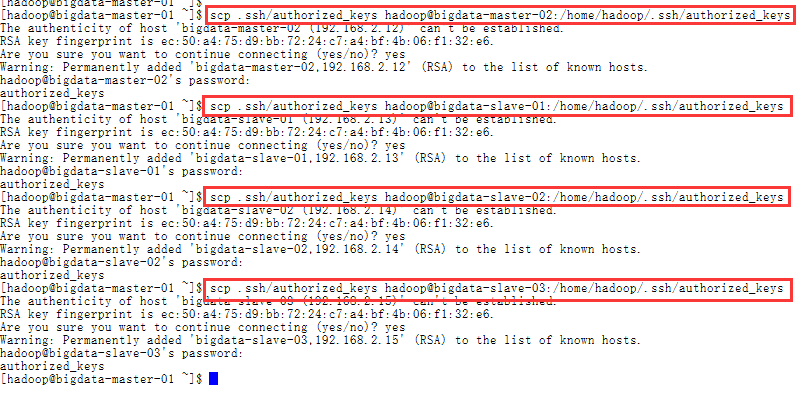 [hadoop@bigdata-master-01 ~]$ scp .ssh/authorized_keys hadoop@bigdata-master-02:/home/hadoop/.ssh/authorized_keys
The authenticity of host 'bigdata-master-02 (192.168.2.12)' can't be established.
RSA key fingerprint is ec:50:a4:75:d9:bb:72:24:c7:a4:bf:4b:06:f1:32:e6.
Are you sure you want to continue connecting (yes/no)? yes
Warning: Permanently added 'bigdata-master-02,192.168.2.12' (RSA) to the list of known hosts.
hadoop@bigdata-master-02's password:
authorized_keys
[hadoop@bigdata-master-01 ~]$ scp .ssh/authorized_keys hadoop@bigdata-slave-01:/home/hadoop/.ssh/authorized_keys
The authenticity of host 'bigdata-slave-01 (192.168.2.13)' can't be established.
RSA key fingerprint is ec:50:a4:75:d9:bb:72:24:c7:a4:bf:4b:06:f1:32:e6.
Are you sure you want to continue connecting (yes/no)? yes
Warning: Permanently added 'bigdata-slave-01,192.168.2.13' (RSA) to the list of known hosts.
hadoop@bigdata-slave-01's password:
authorized_keys
[hadoop@bigdata-master-01 ~]$ scp .ssh/authorized_keys hadoop@bigdata-slave-02:/home/hadoop/.ssh/authorized_keys
The authenticity of host 'bigdata-slave-02 (192.168.2.14)' can't be established.
RSA key fingerprint is ec:50:a4:75:d9:bb:72:24:c7:a4:bf:4b:06:f1:32:e6.
Are you sure you want to continue connecting (yes/no)? yes
Warning: Permanently added 'bigdata-slave-02,192.168.2.14' (RSA) to the list of known hosts.
hadoop@bigdata-slave-02's password:
authorized_keys
[hadoop@bigdata-master-01 ~]$ scp .ssh/authorized_keys hadoop@bigdata-slave-03:/home/hadoop/.ssh/authorized_keys
The authenticity of host 'bigdata-slave-03 (192.168.2.15)' can't be established.
RSA key fingerprint is ec:50:a4:75:d9:bb:72:24:c7:a4:bf:4b:06:f1:32:e6.
Are you sure you want to continue connecting (yes/no)? yes
Warning: Permanently added 'bigdata-slave-03,192.168.2.15' (RSA) to the list of known hosts.
hadoop@bigdata-slave-03's password:
authorized_keys
[hadoop@bigdata-master-01 ~]$